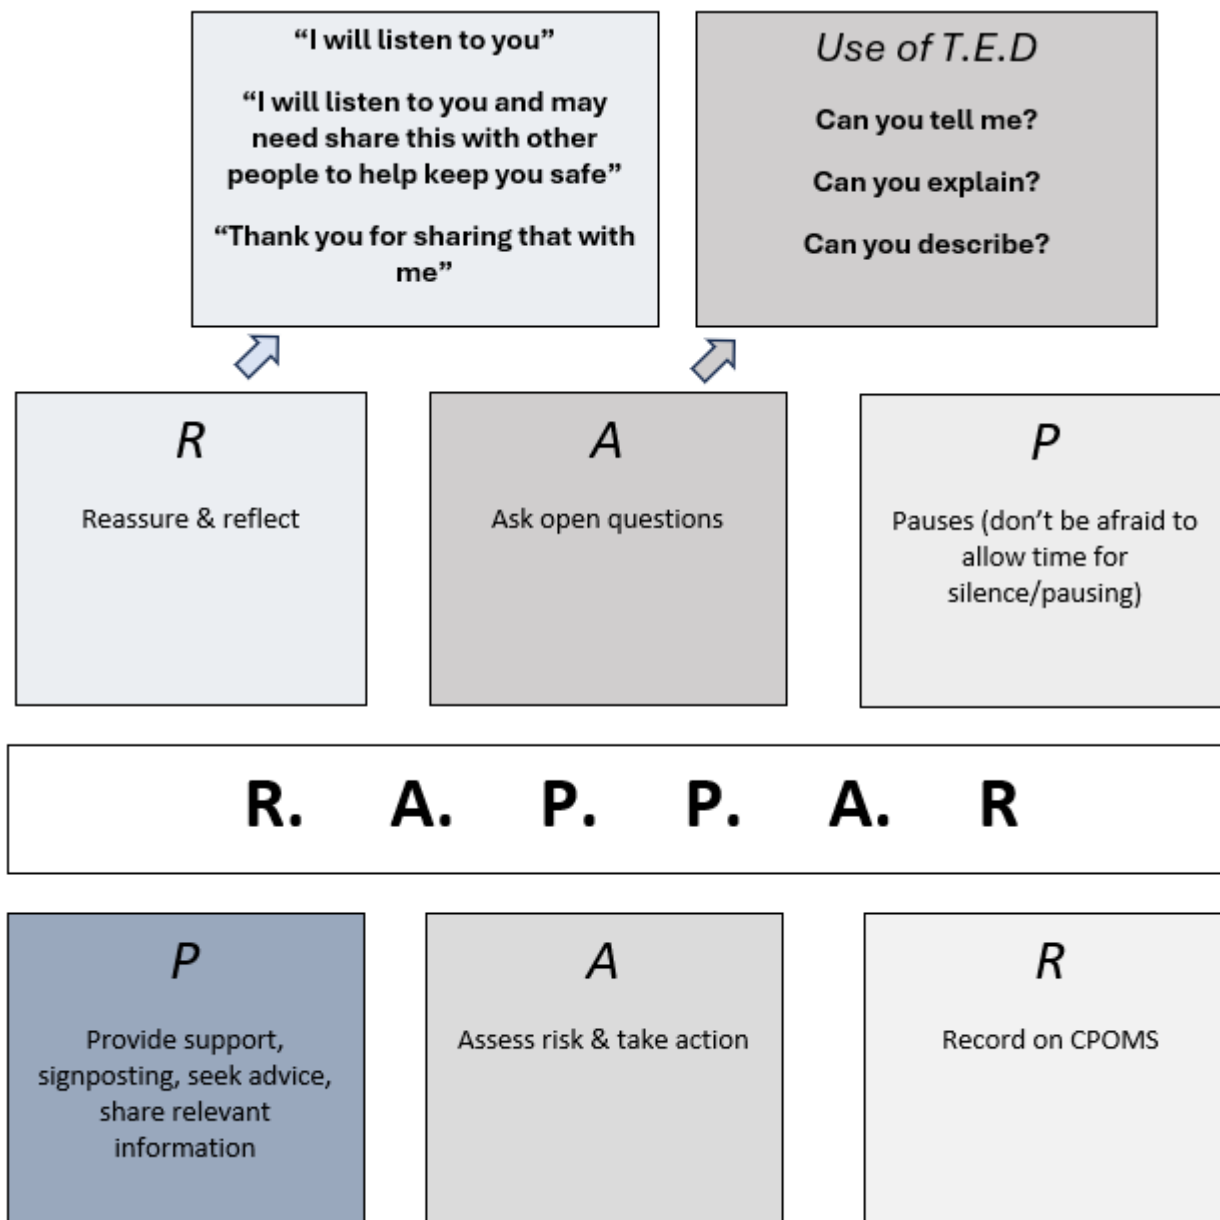 “I will listen to you”
“I will listen to you and may
need share this with other
people to help keep you safe”
“Thank you for sharing that with
me”
Use of T.E.D
Can you tell me?
Can you explain?
Can you describe?
R
Reassure & reflect
A
Ask open questions
P
Pauses (don’t be afraid to
allow time for
silence/pausing)
R. A. P. P. A. R
P
Provide support,
signposting, seek advice,
share relevant
information
A
Assess risk & take action
R
Record on CPOMS